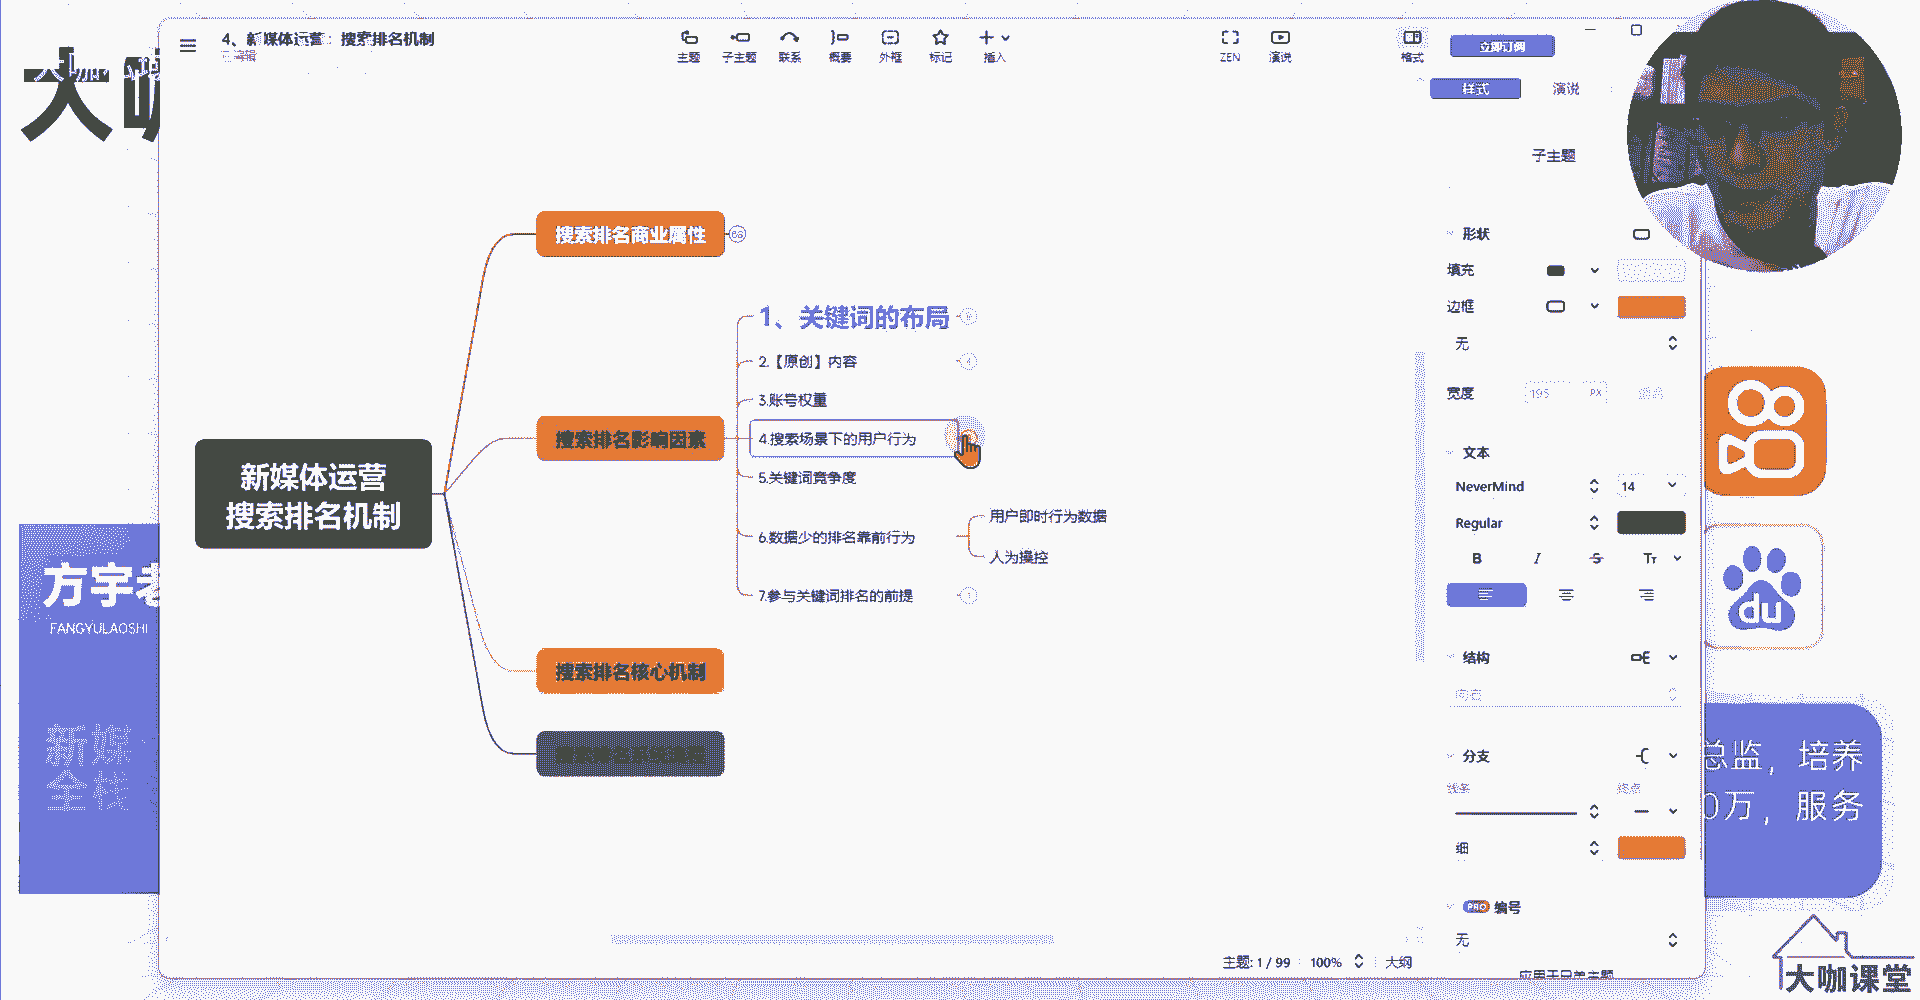 4、新媒体运营：搜索排名机制
主题
子主题
联系
概要
外框
标记
插入
ZEN
演说
格式
立即订阅
样式
演说
子主题
大咖
方宇老
FANGYULAOSHI
新媒
全栈
新媒体运营
搜索排名机制
搜索排名商业属性
搜索排名影响因素
1、关键词的布局
2.【原创】内容
4
3.账号权重
4.搜索场景下的用户行为
5.关键词竞争度
6.数据少的排名靠前行为
用户即时行为数据
人为操控
7.参与关键词排名的前提
搜索排名核心机制
形状
填充
边框
无
宽度
195
PX
文本
NeverMind
14
Regular
B
I
S
TT
结构
分支
线条
终点
细
PRO 编号
无
主题: 1 / 99
100%
大纲
du
总监，培养
0万，服务
大咖课堂